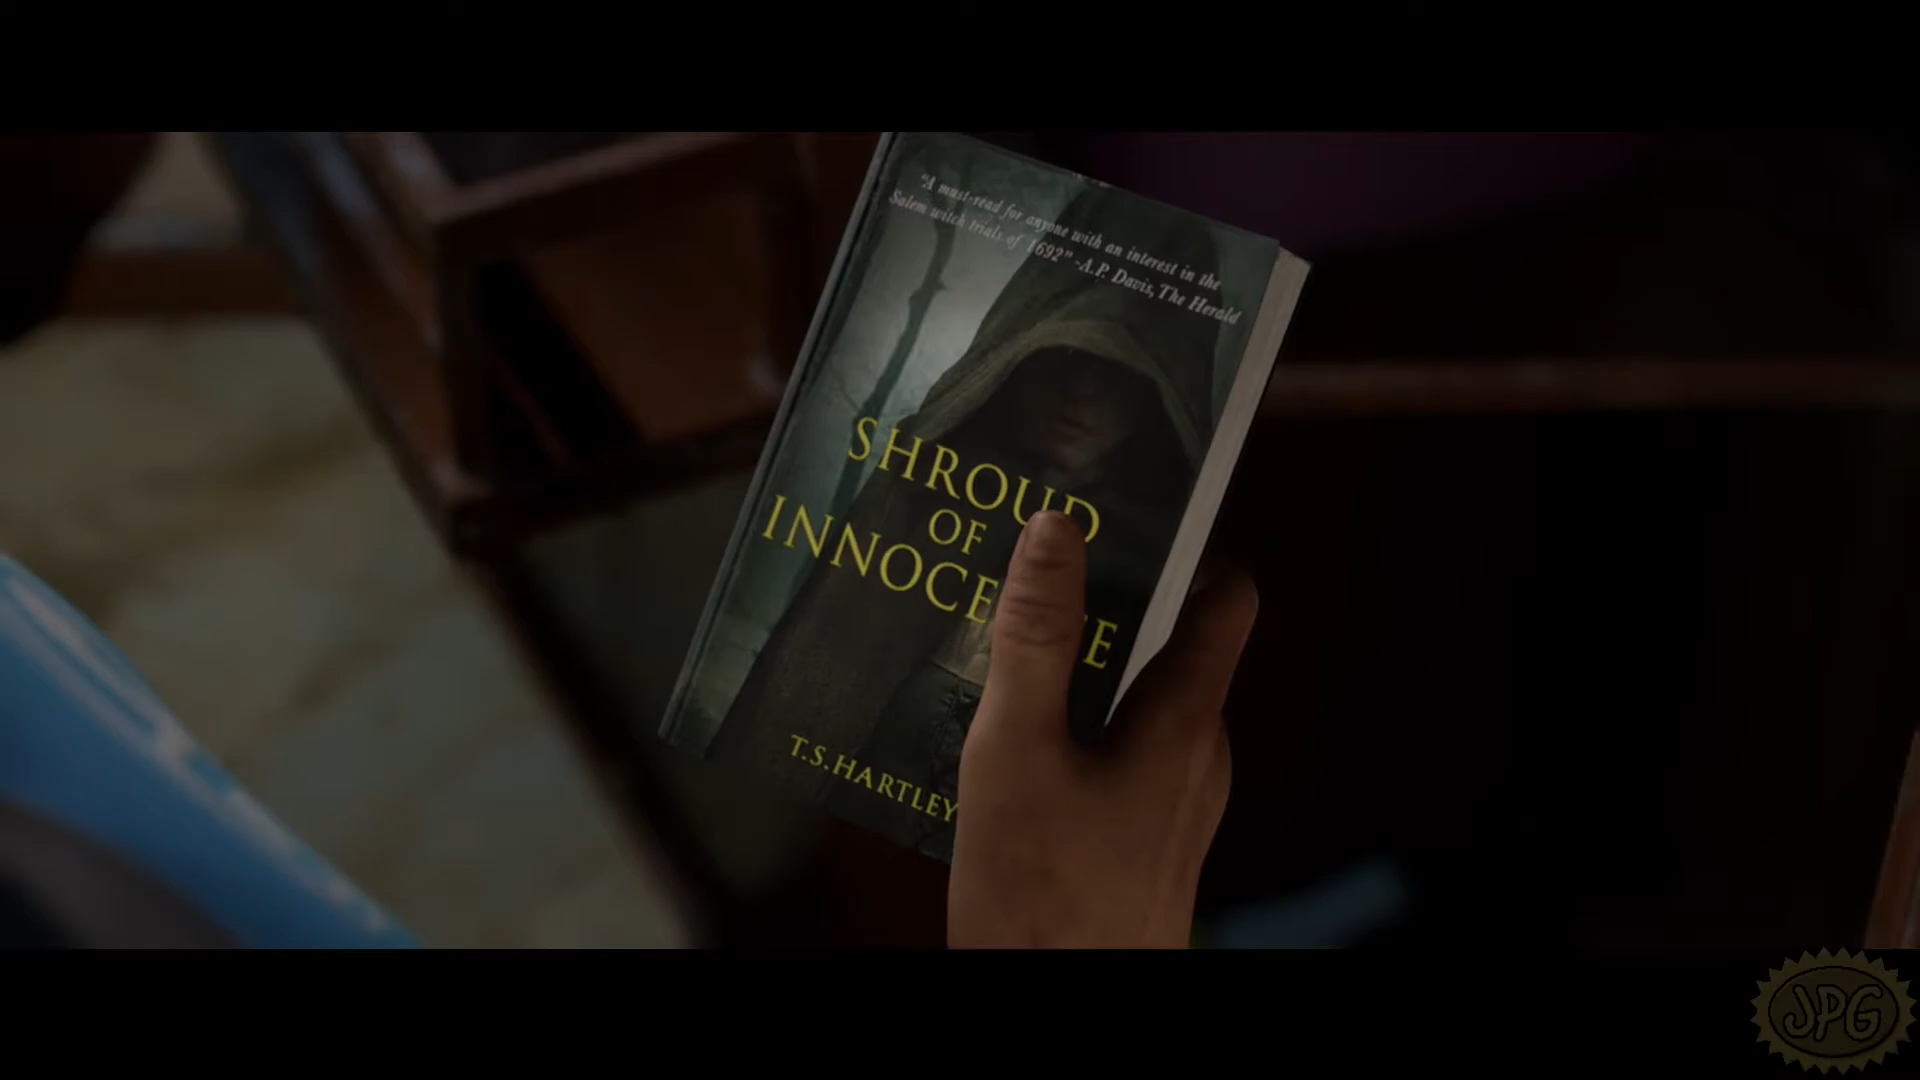 "A must-read for anyone with an interest in the
Salem witch trials of 1692" -A.P. Davis, The Herald
SHROUD
OF
INNOCE  E
T.S.HARTLEY
JPG